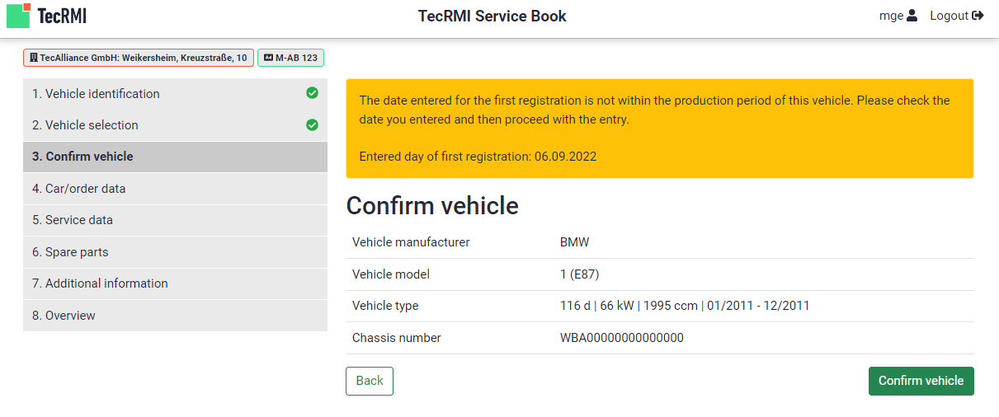 TecRMI
TecRMI Service Book
mge
Logout
TecAlliance GmbH: Weikersheim, Kreuzstraße, 10
M-AB 123
1. Vehicle identification
2. Vehicle selection
3. Confirm vehicle
4. Car/order data
5. Service data
6. Spare parts
7. Additional information
8. Overview
The date entered for the first registration is not within the production period of this vehicle. Please check the
date you entered and then proceed with the entry.
Entered day of first registration: 06.09.2022
Confirm vehicle
Vehicle manufacturer BMW
Vehicle model 1 (E87)
Vehicle type 116 d | 66 kW | 1995 ccm | 01/2011 - 12/2011
Chassis number WBA00000000000000
Back
Confirm vehicle